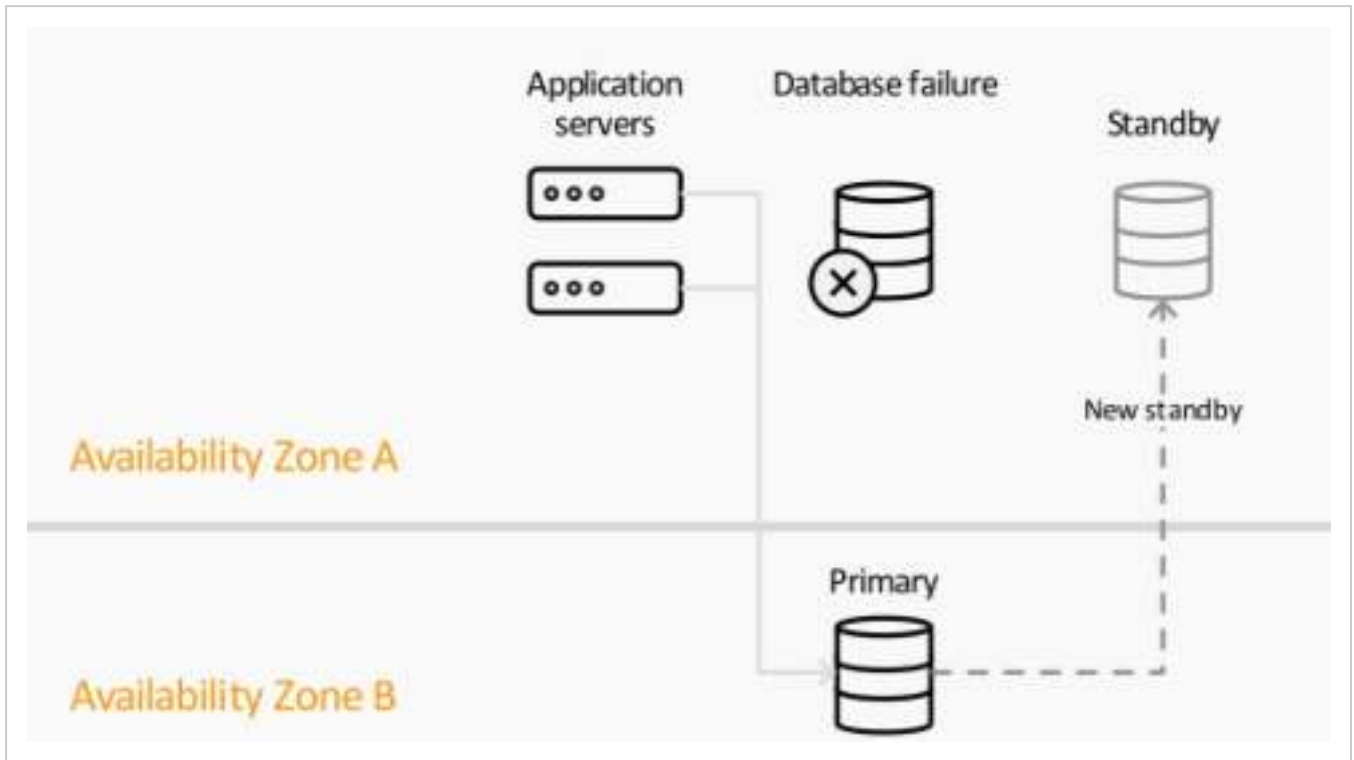 Application
servers
Database failure
Standby
New standby
Availability Zone A
Primary
Availability Zone B